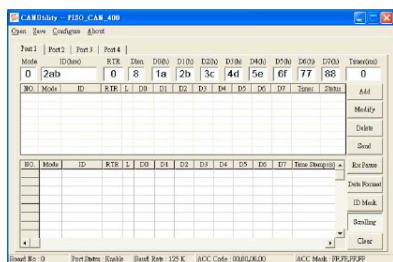 CANUtility -- PISO_CAN_400
Open Save Configure About
Port 1 Port 2 Port 3 Port 4
Mode ID(hex) RTR Dlen D0(h) D1(h) D2(h) D3(h) D4(h) D5(h) D6(h) D7(h) Timer(ms)
0 2ab 0 8 1a 2b 3c 4d 5e 6f 77 88 0
NO. Mode ID RTR L D0 D1 D2 D3 D4 D5 D6 D7 Timer Status
Add
Modify
Delete
Send
NO. Mode ID RTR L D0 D1 D2 D3 D4 D5 D6 D7 Time Stamp(s)
Rx Pause
Data Format
ID Mask
Scrolling
Clear
Board No : 0 Port Status : Enable Baud Rate : 125 K ACC Code : 00,00,00,00 ACC Mask : FF,FF,FF,FF